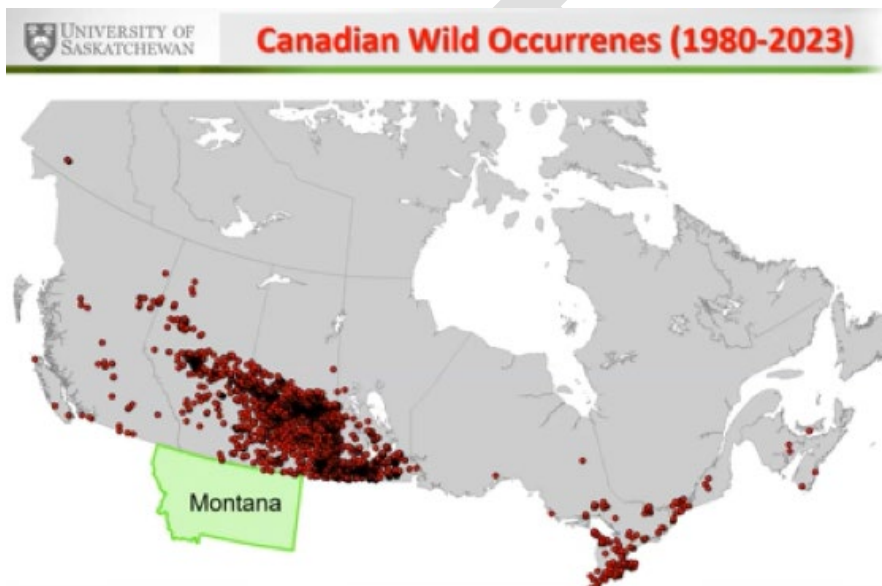 UNIVERSITY OF
SASKATCHEWAN
Canadian Wild Occurrenes (1980-2023)
Montana